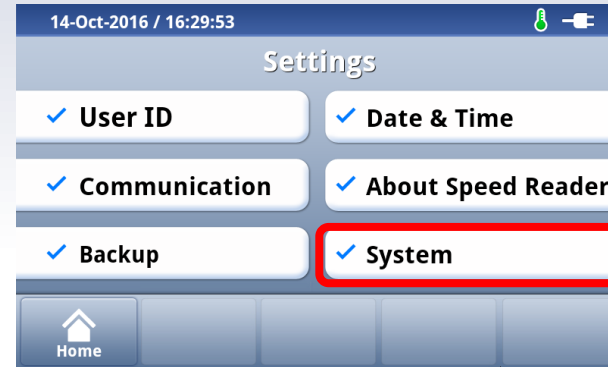 14-Oct-2016 / 16:29:53
Settings
User ID
Date & Time
Communication
About Speed Reader
Backup
System
Home